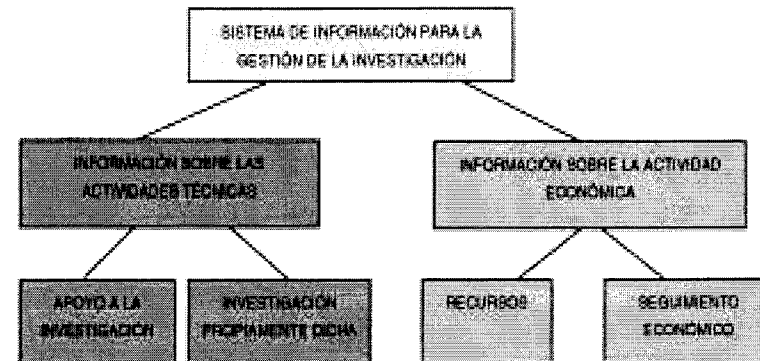 SISTEMA DE INFORMACIÓN PARA LA
GESTIÓN DE LA INVESTIGACIÓN
INFORMACIÓN SOBRE LAS
ACTIVIDADES TÉCNICAS
INFORMACIÓN SOBRE LA ACTIVIDAD
ECONÓMICA
APOYO A LA
INVESTIGACIÓN
INVESTIGACIÓN
PROPIAMENTE DICHA
RECURSOS
SEGUIMIENTO
ECONÓMICO